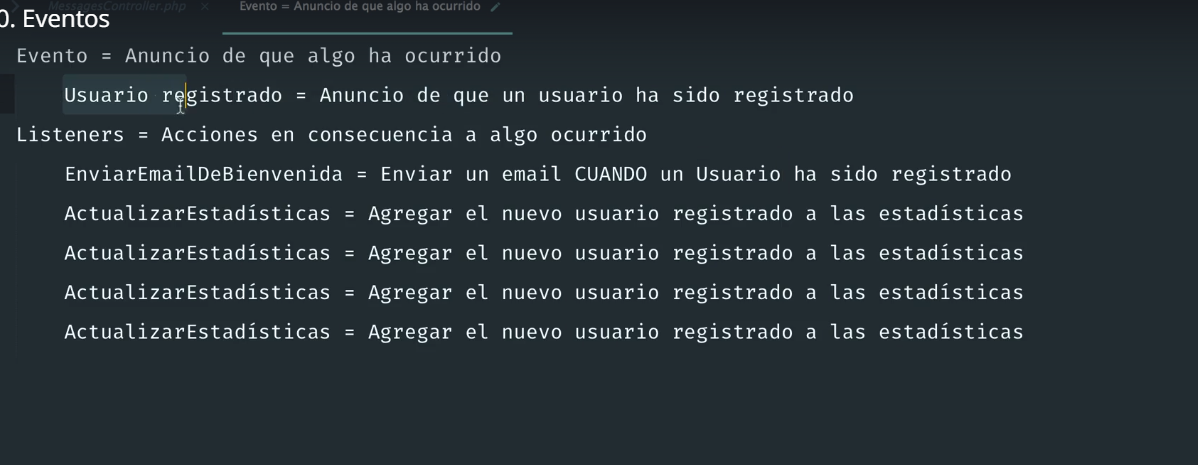 MessagesController.php × Evento = Anuncio de que algo ha ocurrido
0. Eventos
Evento = Anuncio de que algo ha ocurrido
Usuario registrado = Anuncio de que un usuario ha sido registrado
Listeners = Acciones en consecuencia a algo ocurrido
EnviarEmailDeBienvenida = Enviar un email CUANDO un Usuario ha sido registrado
ActualizarEstadísticas = Agregar el nuevo usuario registrado a las estadísticas
ActualizarEstadísticas = Agregar el nuevo usuario registrado a las estadísticas
ActualizarEstadísticas = Agregar el nuevo usuario registrado a las estadísticas
ActualizarEstadísticas = Agregar el nuevo usuario registrado a las estadísticas